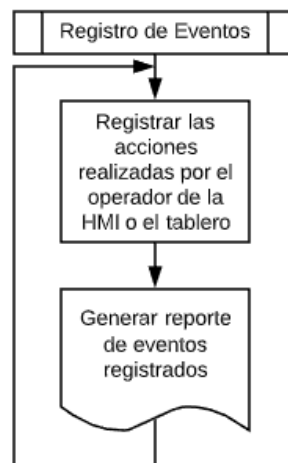 Registro de Eventos
Registrar las
acciones
realizadas por el
operador de la
HMI o el tablero
Generar reporte
de eventos
registrados